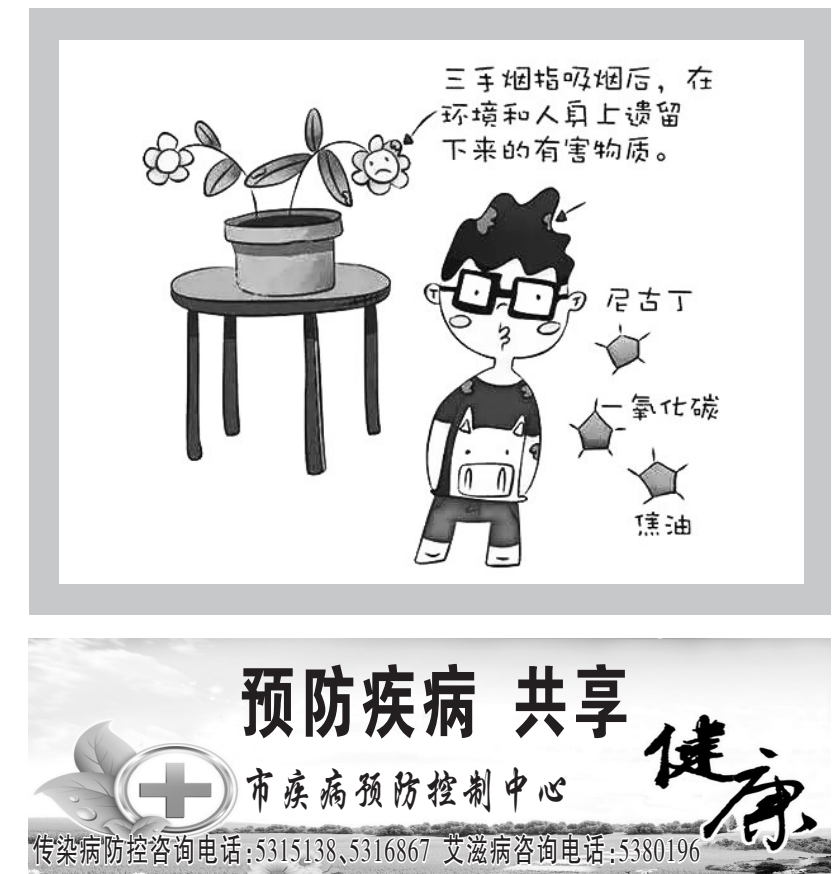 三手烟指吸烟后，在
环境和人身上遗留
下来的有害物质。
尼古丁
一氧化碳
焦油
预防疾病 共享
健康
市疾病预防控制中心
传染病防控咨询电话:5315138、5316867 艾滋病咨询电话:5380196